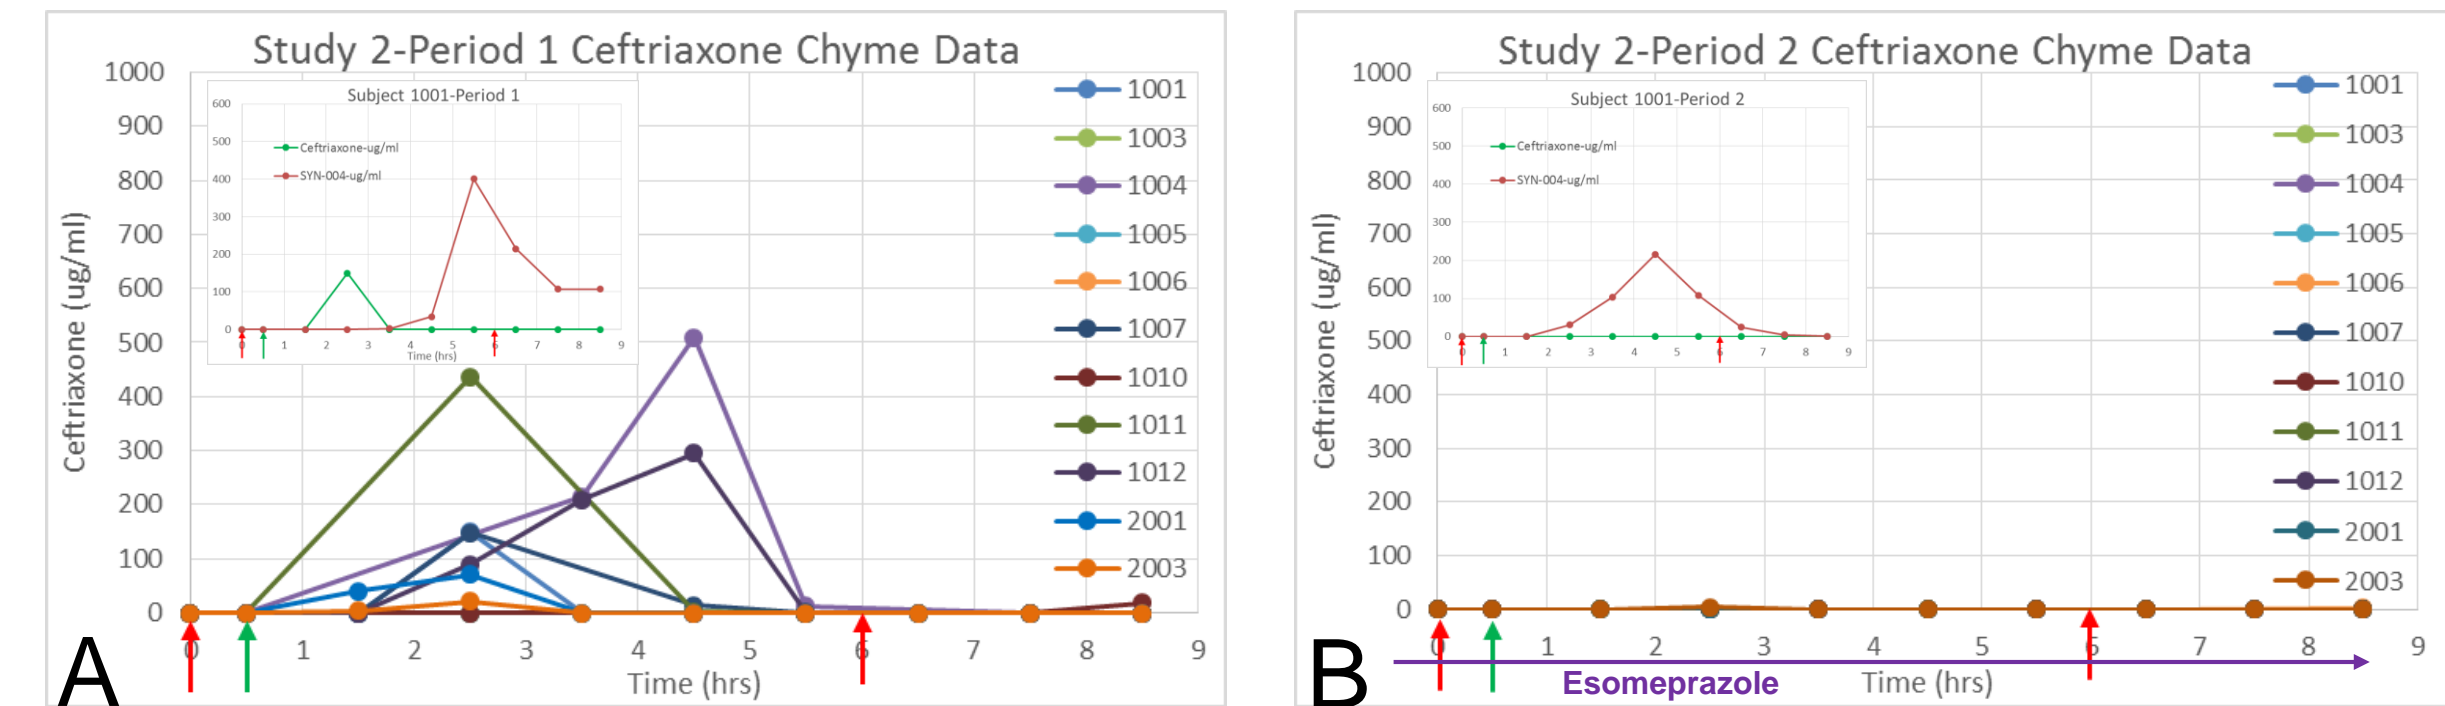 Study 2-Period 1 Ceftriaxone Chyme Data
Ceftriaxone (ug/ml)
1000
900
800
700
600
500
400
300
200
100
0
0 1 2 3 4 5 6 7 8 9
Time (hrs)
1001
1003
1004
1005
1006
1007
1010
1011
1012
2001
2003
Subject 1001-Period 1
600
500
400
300
200
100
0
Ceftriaxone-ug/ml
SYN-004-ug/ml
0 1 2 3 4 5 6 7 8 9
Time (hrs)
A
Study 2-Period 2 Ceftriaxone Chyme Data
Ceftriaxone (ug/ml)
1000
900
800
700
600
500
400
300
200
100
0
0 1 2 3 4 5 6 7 8 9
Esomeprazole
Time (hrs)
1001
1003
1004
1005
1006
1007
1010
1011
1012
2001
2003
Subject 1001-Period 2
600
500
400
300
200
100
0
Ceftriaxone-ug/ml
SYN-004-ug/ml
0 1 2 3 4 5 6 7 8 9
B